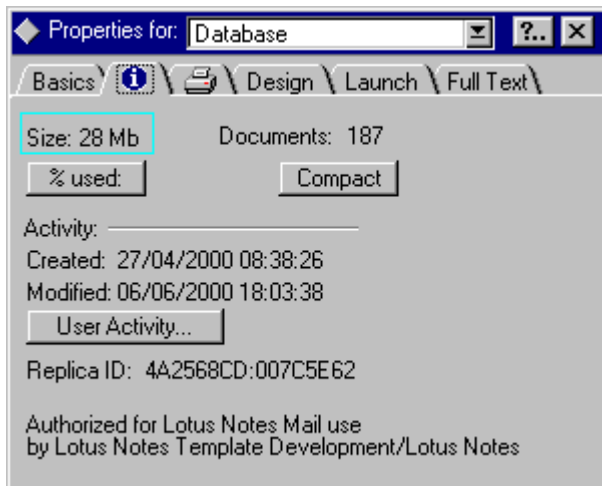 Properties for: Database ?..
Basics i Design Launch Full Text
Size: 28 Mb Documents: 187
% used: Compact
Activity:
Created: 27/04/2000 08:38:26
Modified: 06/06/2000 18:03:38
User Activity...
Replica ID: 4A2568CD:007C5E62
Authorized for Lotus Notes Mail use
by Lotus Notes Template Development/Lotus Notes